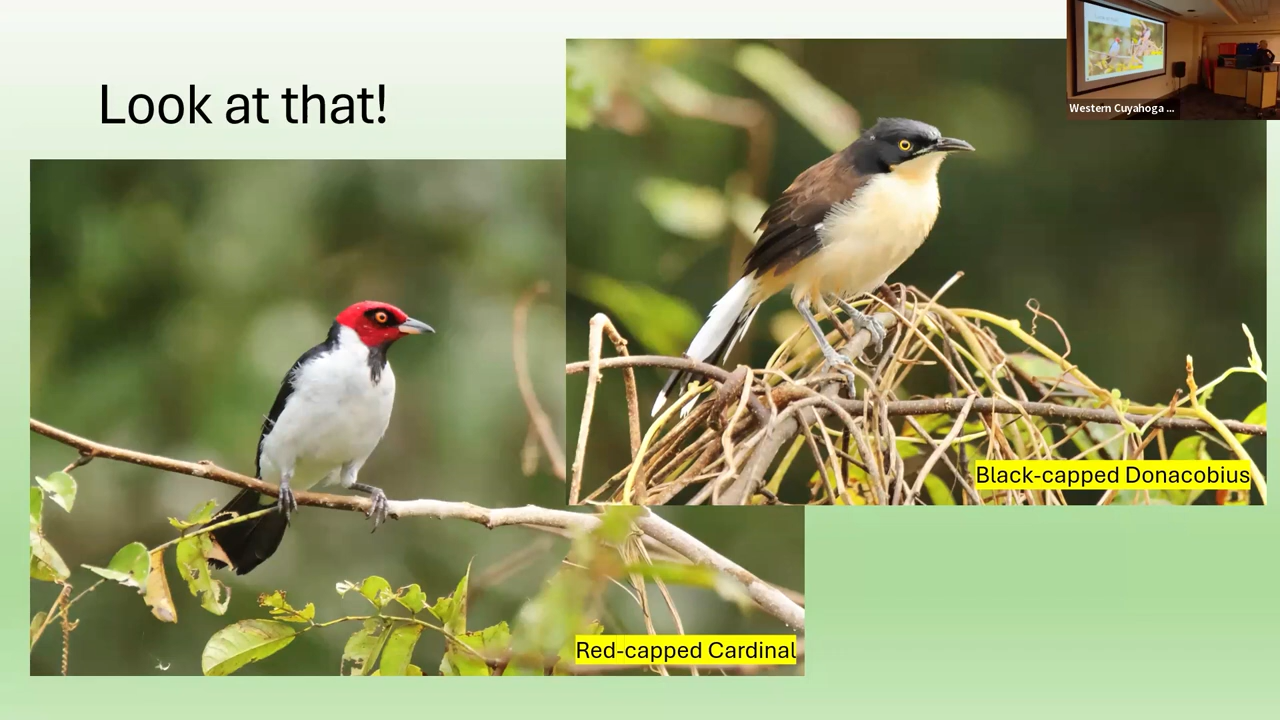 Look at that!
Western Cuyahoga ...
Black-capped Donacobius
Red-capped Cardinal